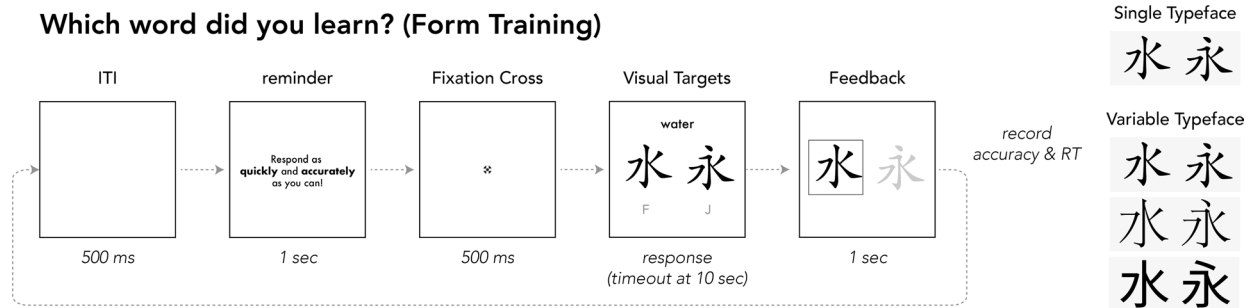 Which word did you learn? (Form Training)
ITI
reminder
Fixation Cross
Visual Targets
Feedback
Respond as
quickly and accurately
as you can!
water
水 永
F J
水 永
500 ms
1 sec
500 ms
response
(timeout at 10 sec)
1 sec
record
accuracy & RT
Single Typeface
水 永
Variable Typeface
水 永
水 永
水 永